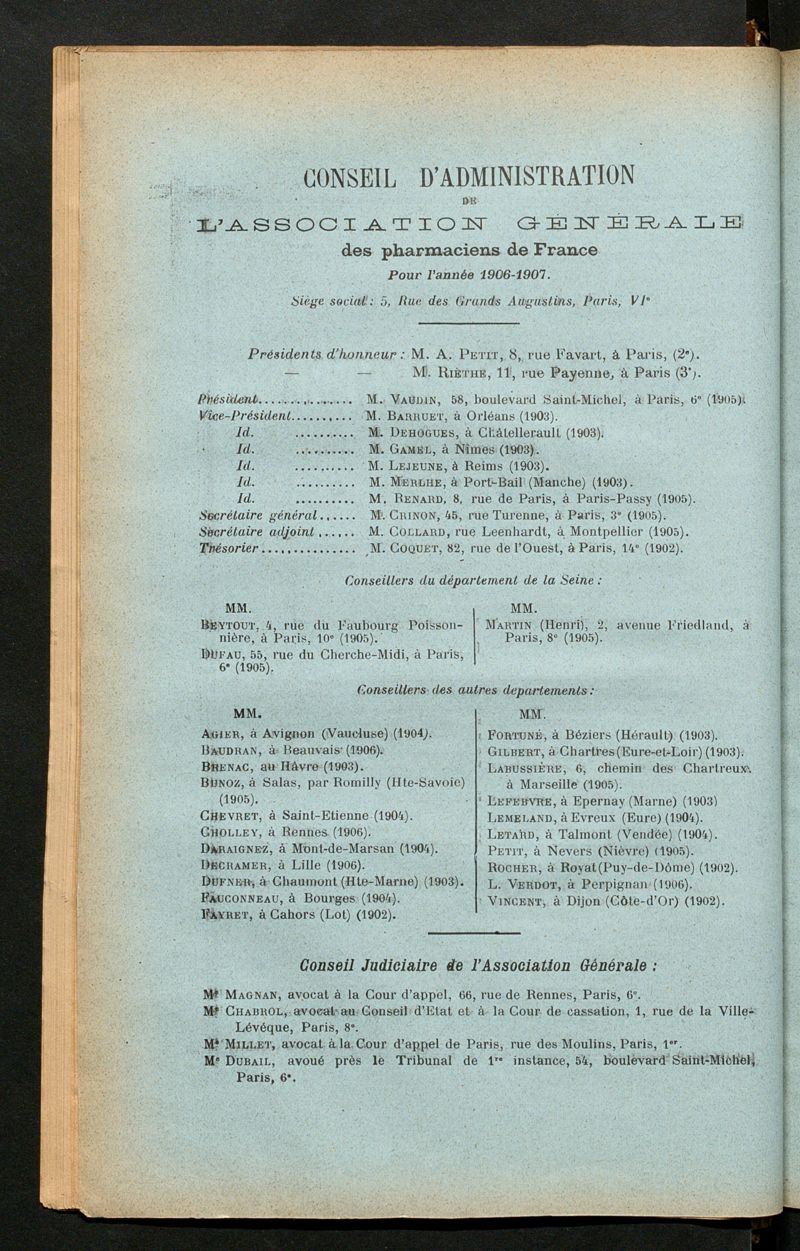 CONSEIL D'ADMINISTRATION
DE
L'ASSOCIATION GÉNÉRALE
des pharmaciens de France
Pour l'année 1906-1907.
Siège social : 5, Rue des Grands Augustins, Paris, VIe
Présidents d'honneur : M. A. PETIT, 8, rue Favart, à Paris, (2e).
— — M. RIÈTHE, 11, rue Payenne, à Paris (3e).
Président............... M. VAUDIN, 58, boulevard Saint-Michel, à Paris, 6e (1905).
Vice-Président.......... M. BARRUET, à Orléans (1903).
Id. .......... M. DEHOGUES, à Châtellerault (1903).
Id. .......... M. GAMEL, à Nîmes (1903).
Id. .......... M. LEJEUNE, à Reims (1903).
Id. .......... M. MERLHE, à Port-Bail (Manche) (1903).
Id. .......... M. RENARD, 8, rue de Paris, à Paris-Passy (1905).
Secrétaire général...... M. CRINON, 45, rue Turenne, à Paris, 3e (1905).
Secrétaire adjoint ...... M. COLLARD, rue Leenhardt, à Montpellier (1905).
Trésorier................ M. COQUET, 82, rue de l'Ouest, à Paris, 14e (1902).
Conseillers du département de la Seine :
MM.
BEYTOUT, 4, rue du Faubourg Poisson-
nière, à Paris, 10e (1905).
DUFAU, 55, rue du Cherche-Midi, à Paris,
6e (1905).
MM.
MARTIN (Henri), 2, avenue Friedland, à
Paris, 8e (1905).
Conseillers des autres departements :
MM.
AGIER, à Avignon (Vaucluse) (1904).
BAUDRAN, à Beauvais (1906).
BRENAC, au Hâvre (1903).
BUNOZ, à Salas, par Romilly (Hte-Savoie)
(1905).
CHEVRET, à Saint-Etienne (1904).
CHOLLEY, à Rennes (1906).
DARAIGNEZ, à Mont-de-Marsan (1904).
DECRAMER, à Lille (1906).
DUFNER, à Chaumont (Hte-Marne) (1903).
FAUCONNEAU, à Bourges (1904).
FAYRET, à Cahors (Lot) (1902).
MM.
FORTUNÉ, à Béziers (Hérault) (1903).
GILBERT, à Chartres (Eure-et-Loir) (1903).
LABUSSIÈRE, 6, chemin des Chartreux,
à Marseille (1905).
LEFEBVRE, à Epernay (Marne) (1903)
LEMELAND, à Evreux (Eure) (1904).
LETARD, à Talmont (Vendée) (1904).
PETIT, à Nevers (Nièvre) (1905).
ROCHER, à Royat (Puy-de-Dôme) (1902).
L. VERDOT, à Perpignan (1906).
VINCENT, à Dijon (Côte-d'Or) (1902).
Conseil Judiciaire de l'Association Générale :
Me MAGNAN, avocat à la Cour d'appel, 66, rue de Rennes, Paris, 6e.
Me CHABROL, avocat au Conseil d'Etat et à la Cour de cassation, 1, rue de la Ville-
Lévêque, Paris, 8e.
Me MILLET, avocat à la Cour d'appel de Paris, rue des Moulins, Paris, 1er.
Me DUBAIL, avoué près le Tribunal de 1re instance, 54, boulevard Saint-Michel,
Paris, 6e.